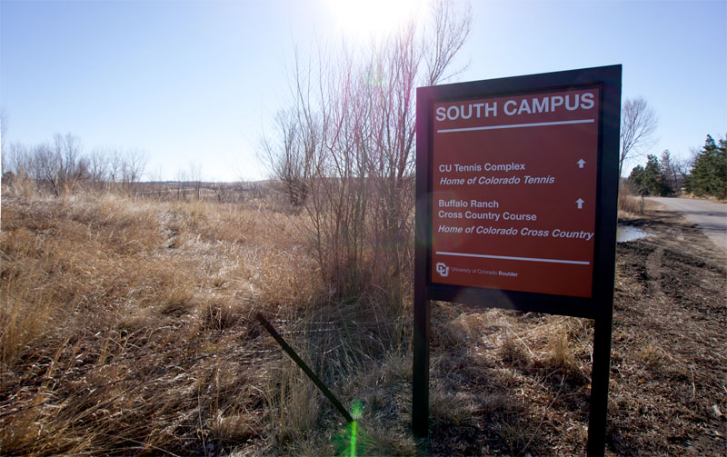 SOUTH CAMPUS
CU Tennis Complex
Home of Colorado Tennis
Buffalo Ranch
Cross Country Course
Home of Colorado Cross Country
CU University of Colorado Boulder